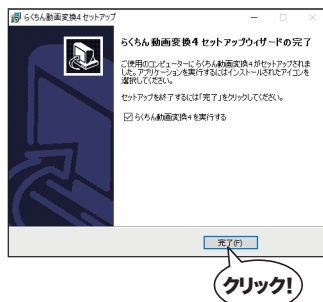 らくちん動画変換4 セットアップ
らくちん動画変換4 セットアップウィザードの完了
ご使用のコンピューターに らくちん動画変換4 がセットアップされま
した。アプリケーションを実行するにはインストールされたアイコンを
選択してください。
セットアップを終了するには「完了」をクリックしてください。
らくちん動画変換4 を実行する
完了(F)
クリック!